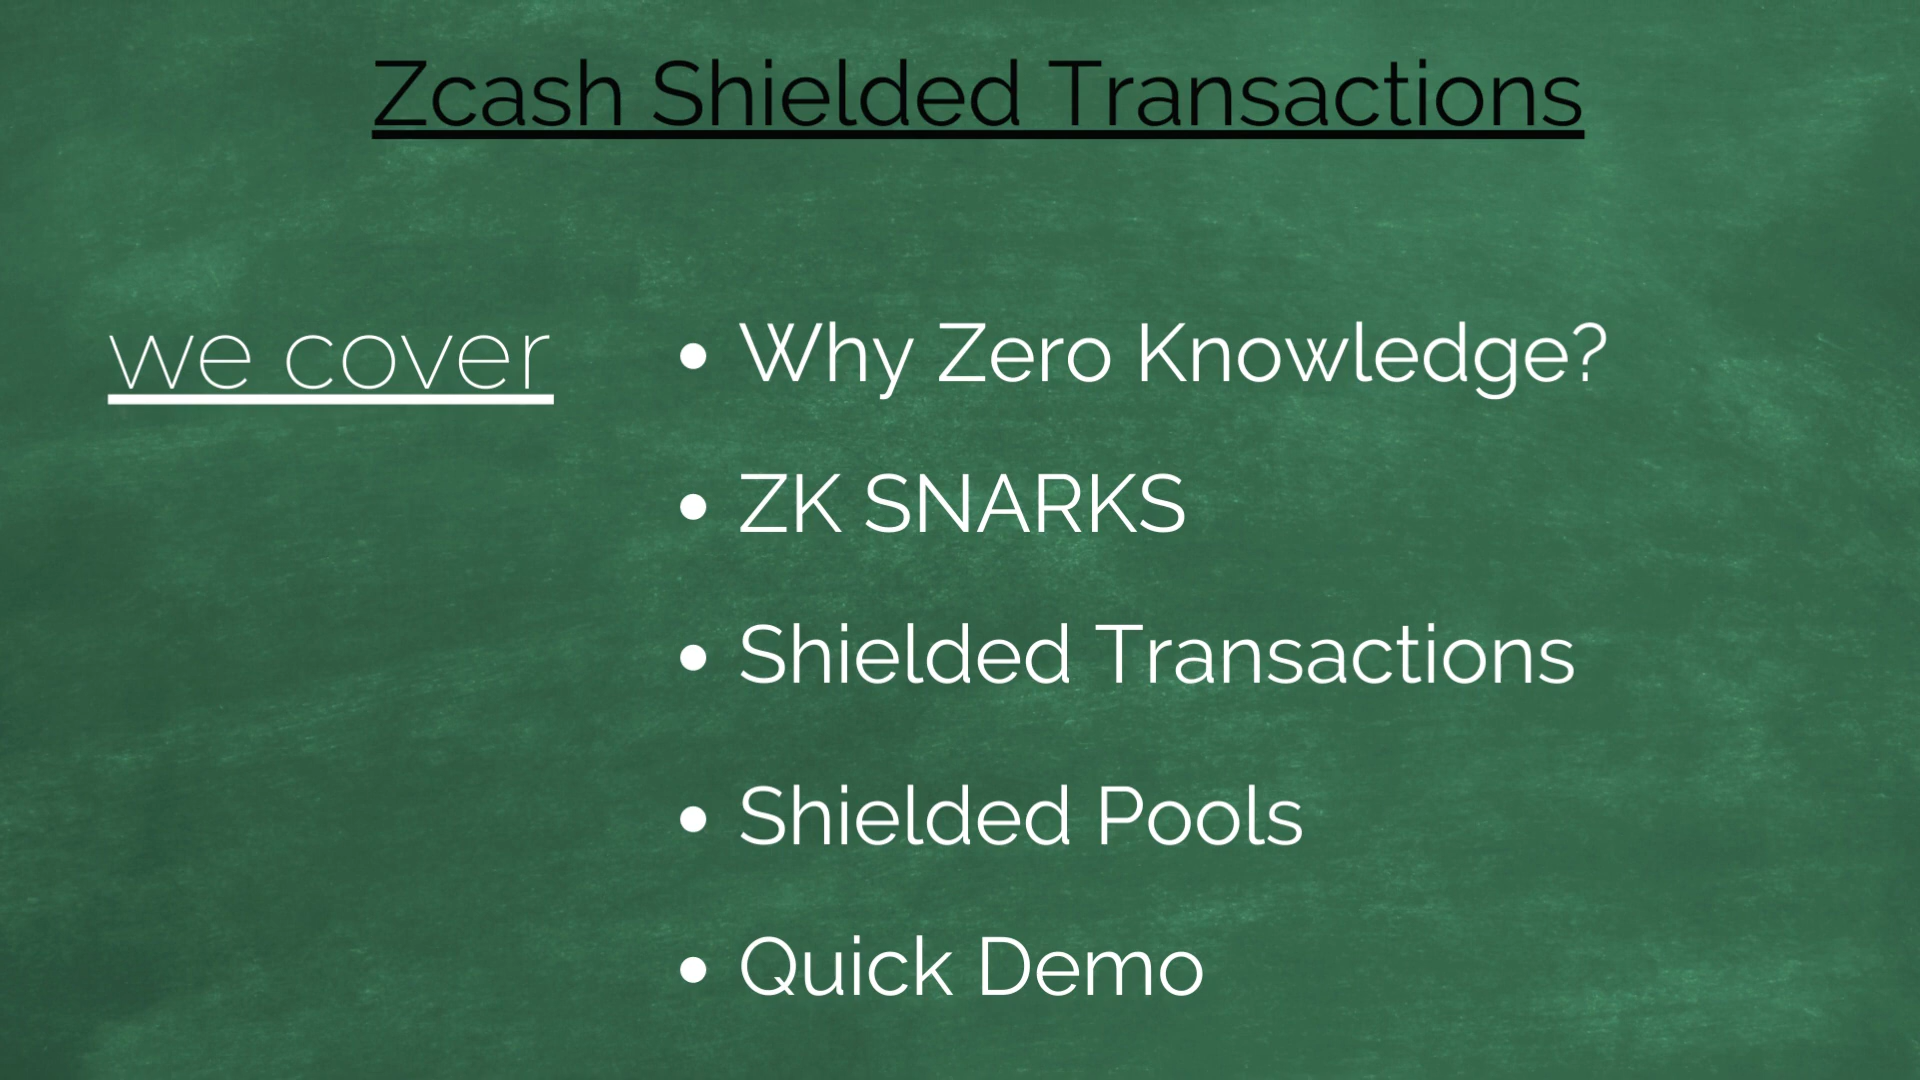 Zcash Shielded Transactions
we cover
• Why Zero Knowledge?
• ZK SNARKS
• Shielded Transactions
• Shielded Pools
• Quick Demo